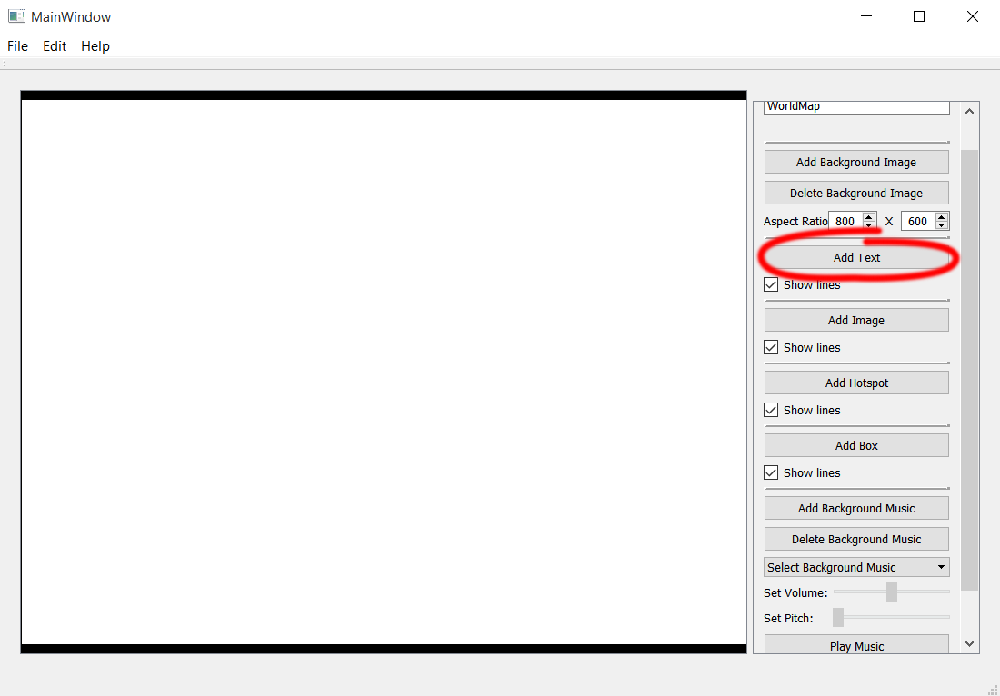 MainWindow
File Edit Help
WorldMap
Add Background Image
Delete Background Image
Aspect Ratio 800 X 600
Add Text
Show lines
Add Image
Show lines
Add Hotspot
Show lines
Add Box
Show lines
Add Background Music
Delete Background Music
Select Background Music
Set Volume:
Set Pitch:
Play Music